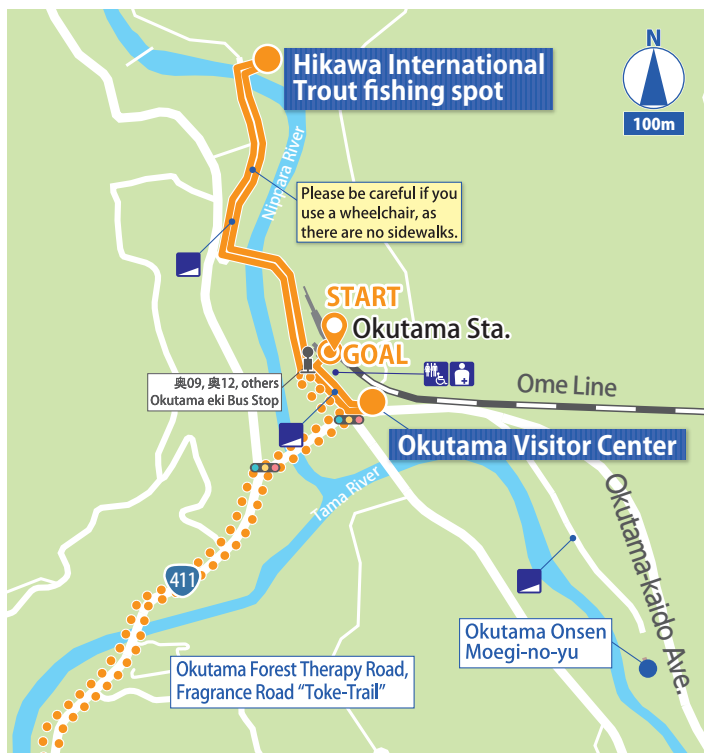 Hikawa International
Trout fishing spot
N
100m
Nippara River
Please be careful if you
use a wheelchair, as
there are no sidewalks.
START
Okutama Sta.
GOAL
奥09, 奥12, others
Okutama eki Bus Stop
Ome Line
Okutama Visitor Center
Tama River
Okutama-kaido Ave.
411
Okutama Onsen
Moegi-no-yu
Okutama Forest Therapy Road,
Fragrance Road “Toke-Trail”